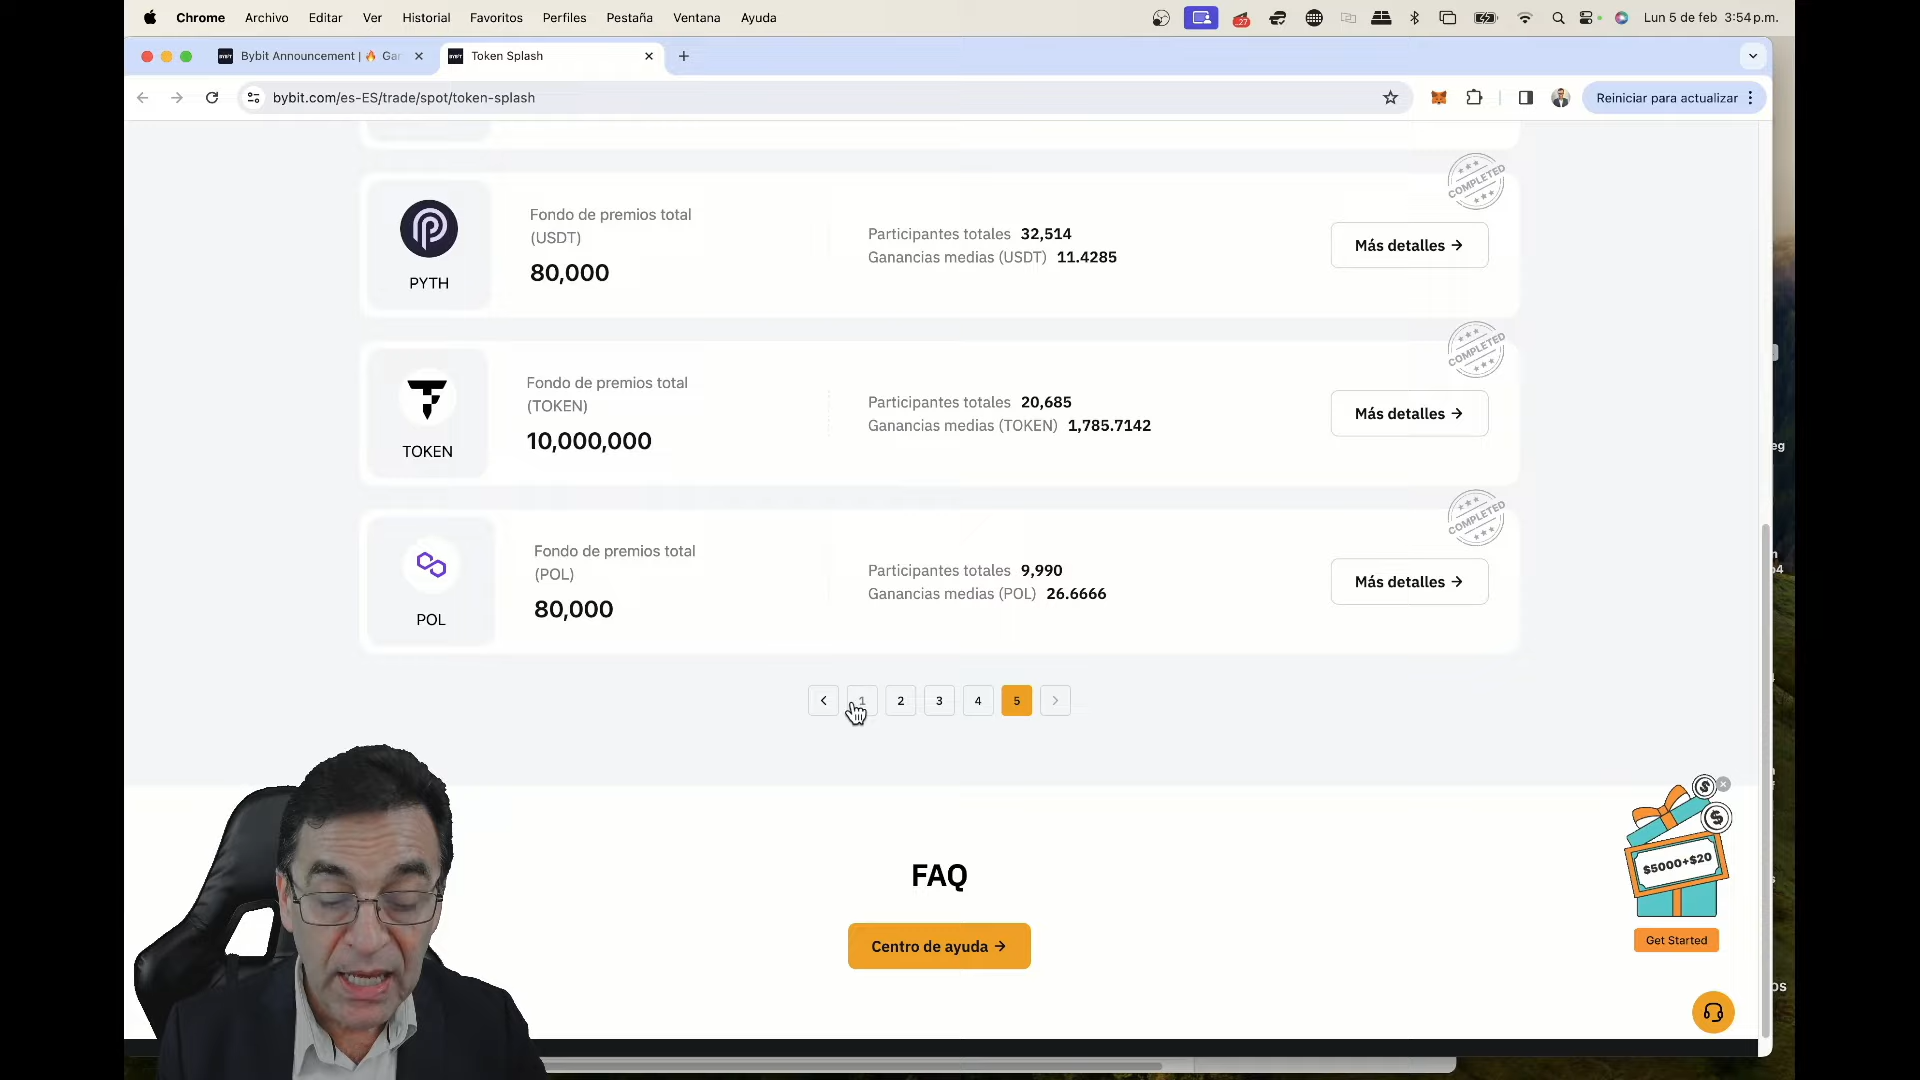 Chrome Archivo Editar Ver Historial Favoritos Perfiles Pestaña Ventana Ayuda
27
Lun 5 de feb 3:54 p.m.
BYBIT Bybit Announcement | 🔥 Gar
BYBIT Token Splash
bybit.com/es-ES/trade/spot/token-splash
Reiniciar para actualizar
COMPLETED
Fondo de premios total
(USDT)
80,000
PYTH
Participantes totales 32,514
Ganancias medias (USDT) 11.4285
Más detalles →
COMPLETED
Fondo de premios total
(TOKEN)
10,000,000
TOKEN
Participantes totales 20,685
Ganancias medias (TOKEN) 1,785.7142
Más detalles →
COMPLETED
Fondo de premios total
(POL)
80,000
POL
Participantes totales 9,990
Ganancias medias (POL) 26.6666
Más detalles →
< 1 2 3 4 5 >
FAQ
Centro de ayuda →
$5000+$20
Get Started